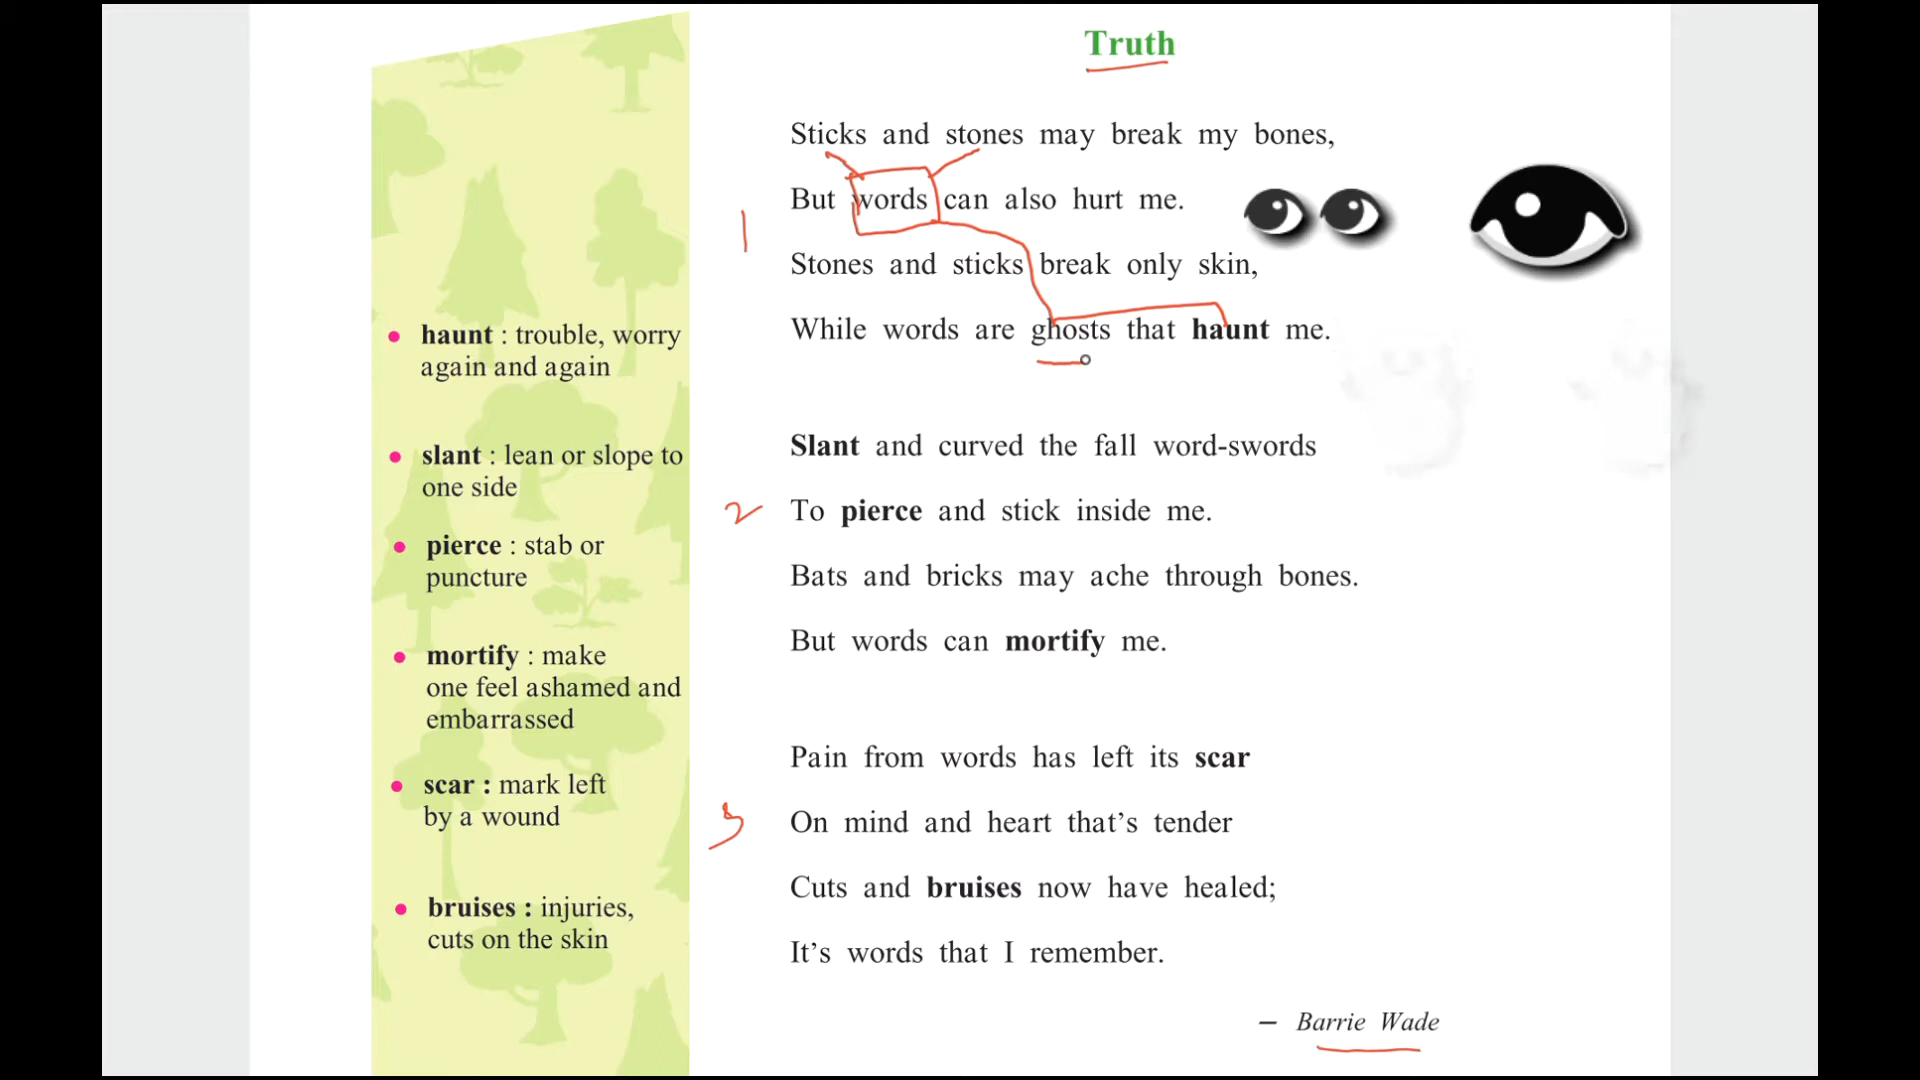 Truth
Sticks and stones may break my bones,
But words can also hurt me.
1
Stones and sticks break only skin,
While words are ghosts that haunt me.
Slant and curved the fall word-swords
2
To pierce and stick inside me.
Bats and bricks may ache through bones.
But words can mortify me.
Pain from words has left its scar
3
On mind and heart that's tender
Cuts and bruises now have healed;
It's words that I remember.
– Barrie Wade
haunt : trouble, worry
again and again
slant : lean or slope to
one side
pierce : stab or
puncture
mortify : make
one feel ashamed and
embarrassed
scar : mark left
by a wound
bruises : injuries,
cuts on the skin